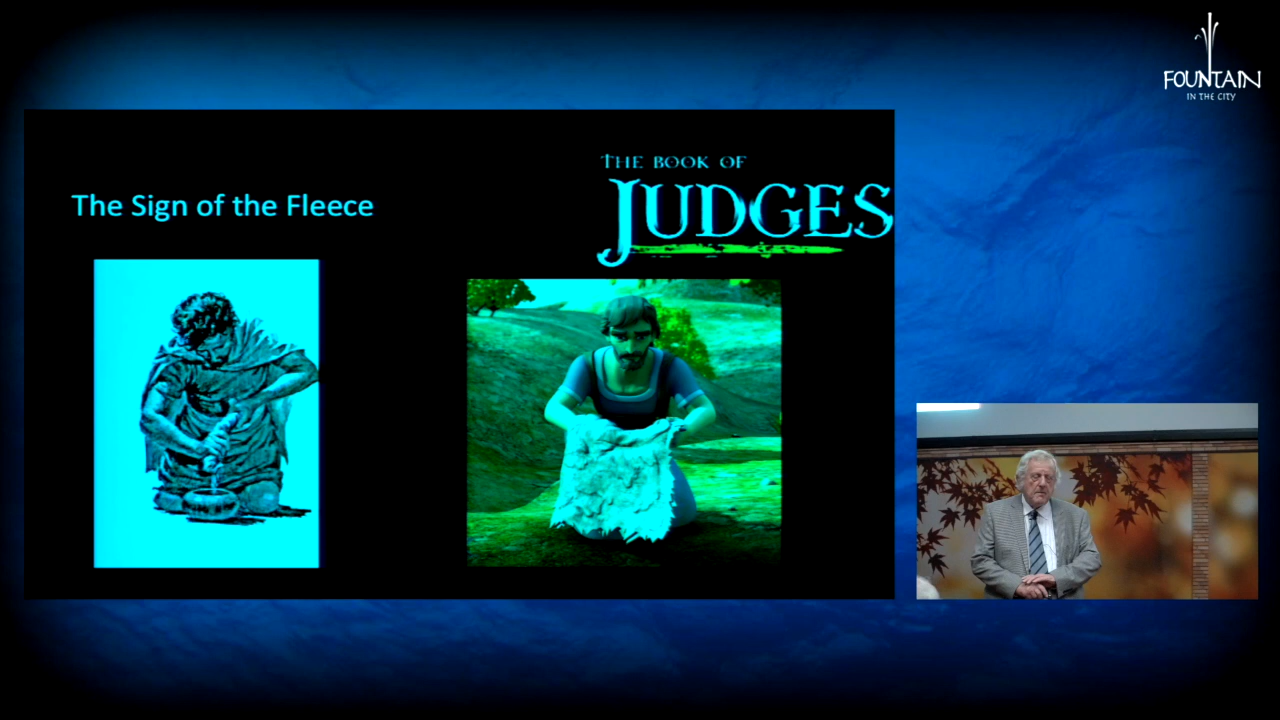 FOUNTAIN
IN THE CITY
THE BOOK OF
JUDGES
The Sign of the Fleece